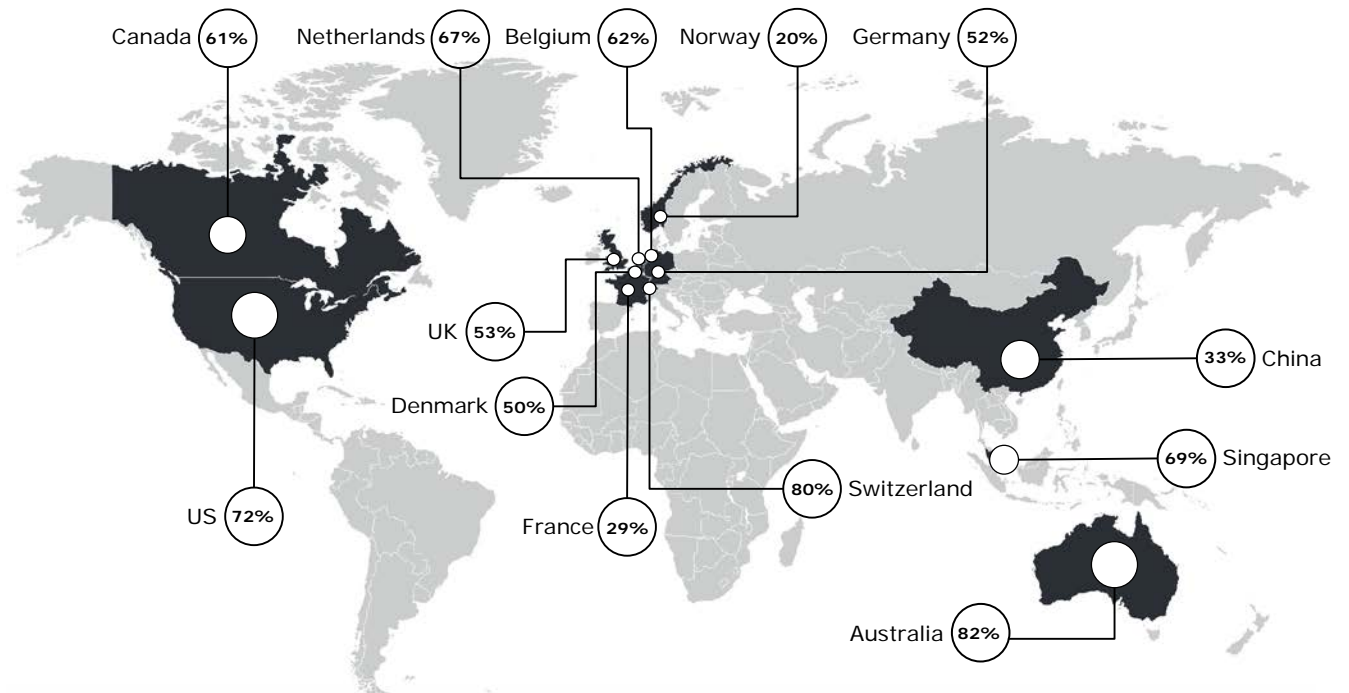 Canada 61%
Netherlands 67%
Belgium 62%
Norway 20%
Germany 52%
UK 53%
33% China
Denmark 50%
69% Singapore
80% Switzerland
US 72%
France 29%
Australia 82%